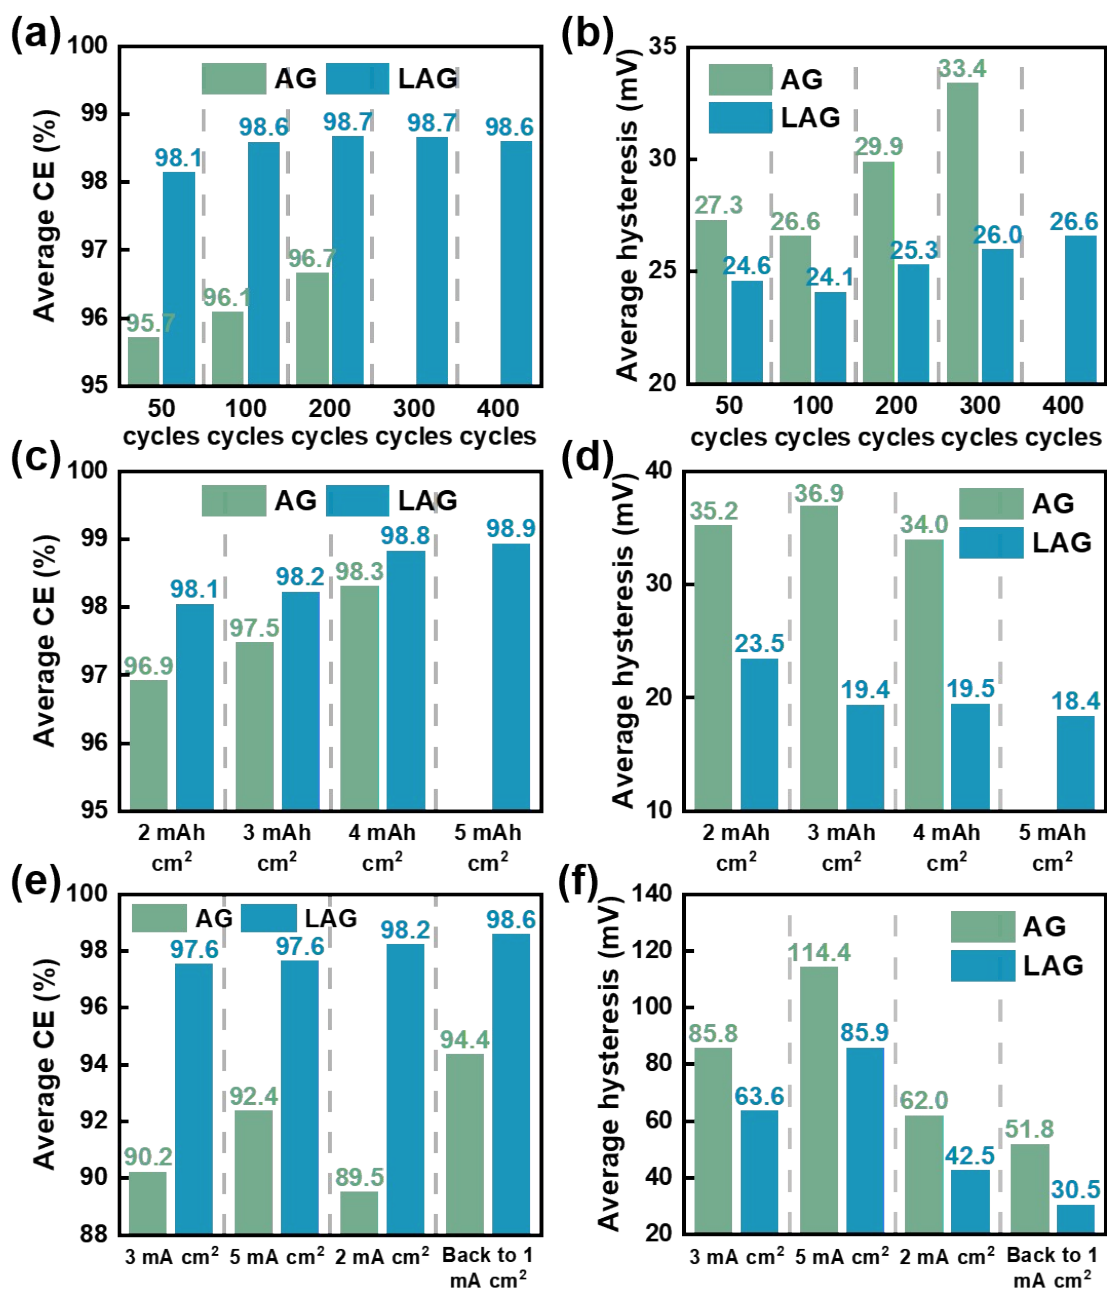 (a)
Average CE (%)
100
99
98
97
96
95
AG
LAG
95.7
98.1
96.1
98.6
96.7
98.7
98.7
98.6
50
cycles
100
cycles
200
cycles
300
cycles
400
cycles
(b)
Average hysteresis (mV)
35
30
25
20
AG
LAG
27.3
24.6
26.6
24.1
29.9
25.3
33.4
26.0
26.6
50
cycles
100
cycles
200
cycles
300
cycles
400
cycles
(c)
Average CE (%)
100
99
98
97
96
95
AG
LAG
96.9
98.1
97.5
98.2
98.3
98.8
98.9
2 mAh
cm²
3 mAh
cm²
4 mAh
cm²
5 mAh
cm²
(d)
Average hysteresis (mV)
40
30
20
10
AG
LAG
35.2
23.5
36.9
19.4
34.0
19.5
18.4
2 mAh
cm²
3 mAh
cm²
4 mAh
cm²
5 mAh
cm²
(e)
Average CE (%)
100
98
96
94
92
90
88
AG
LAG
90.2
97.6
92.4
97.6
89.5
98.2
94.4
98.6
3 mA cm²
5 mA cm²
2 mA cm²
Back to 1
mA cm²
(f)
Average hysteresis (mV)
140
120
100
80
60
40
20
AG
LAG
85.8
63.6
114.4
85.9
62.0
42.5
51.8
30.5
3 mA cm²
5 mA cm²
2 mA cm²
Back to 1
mA cm²